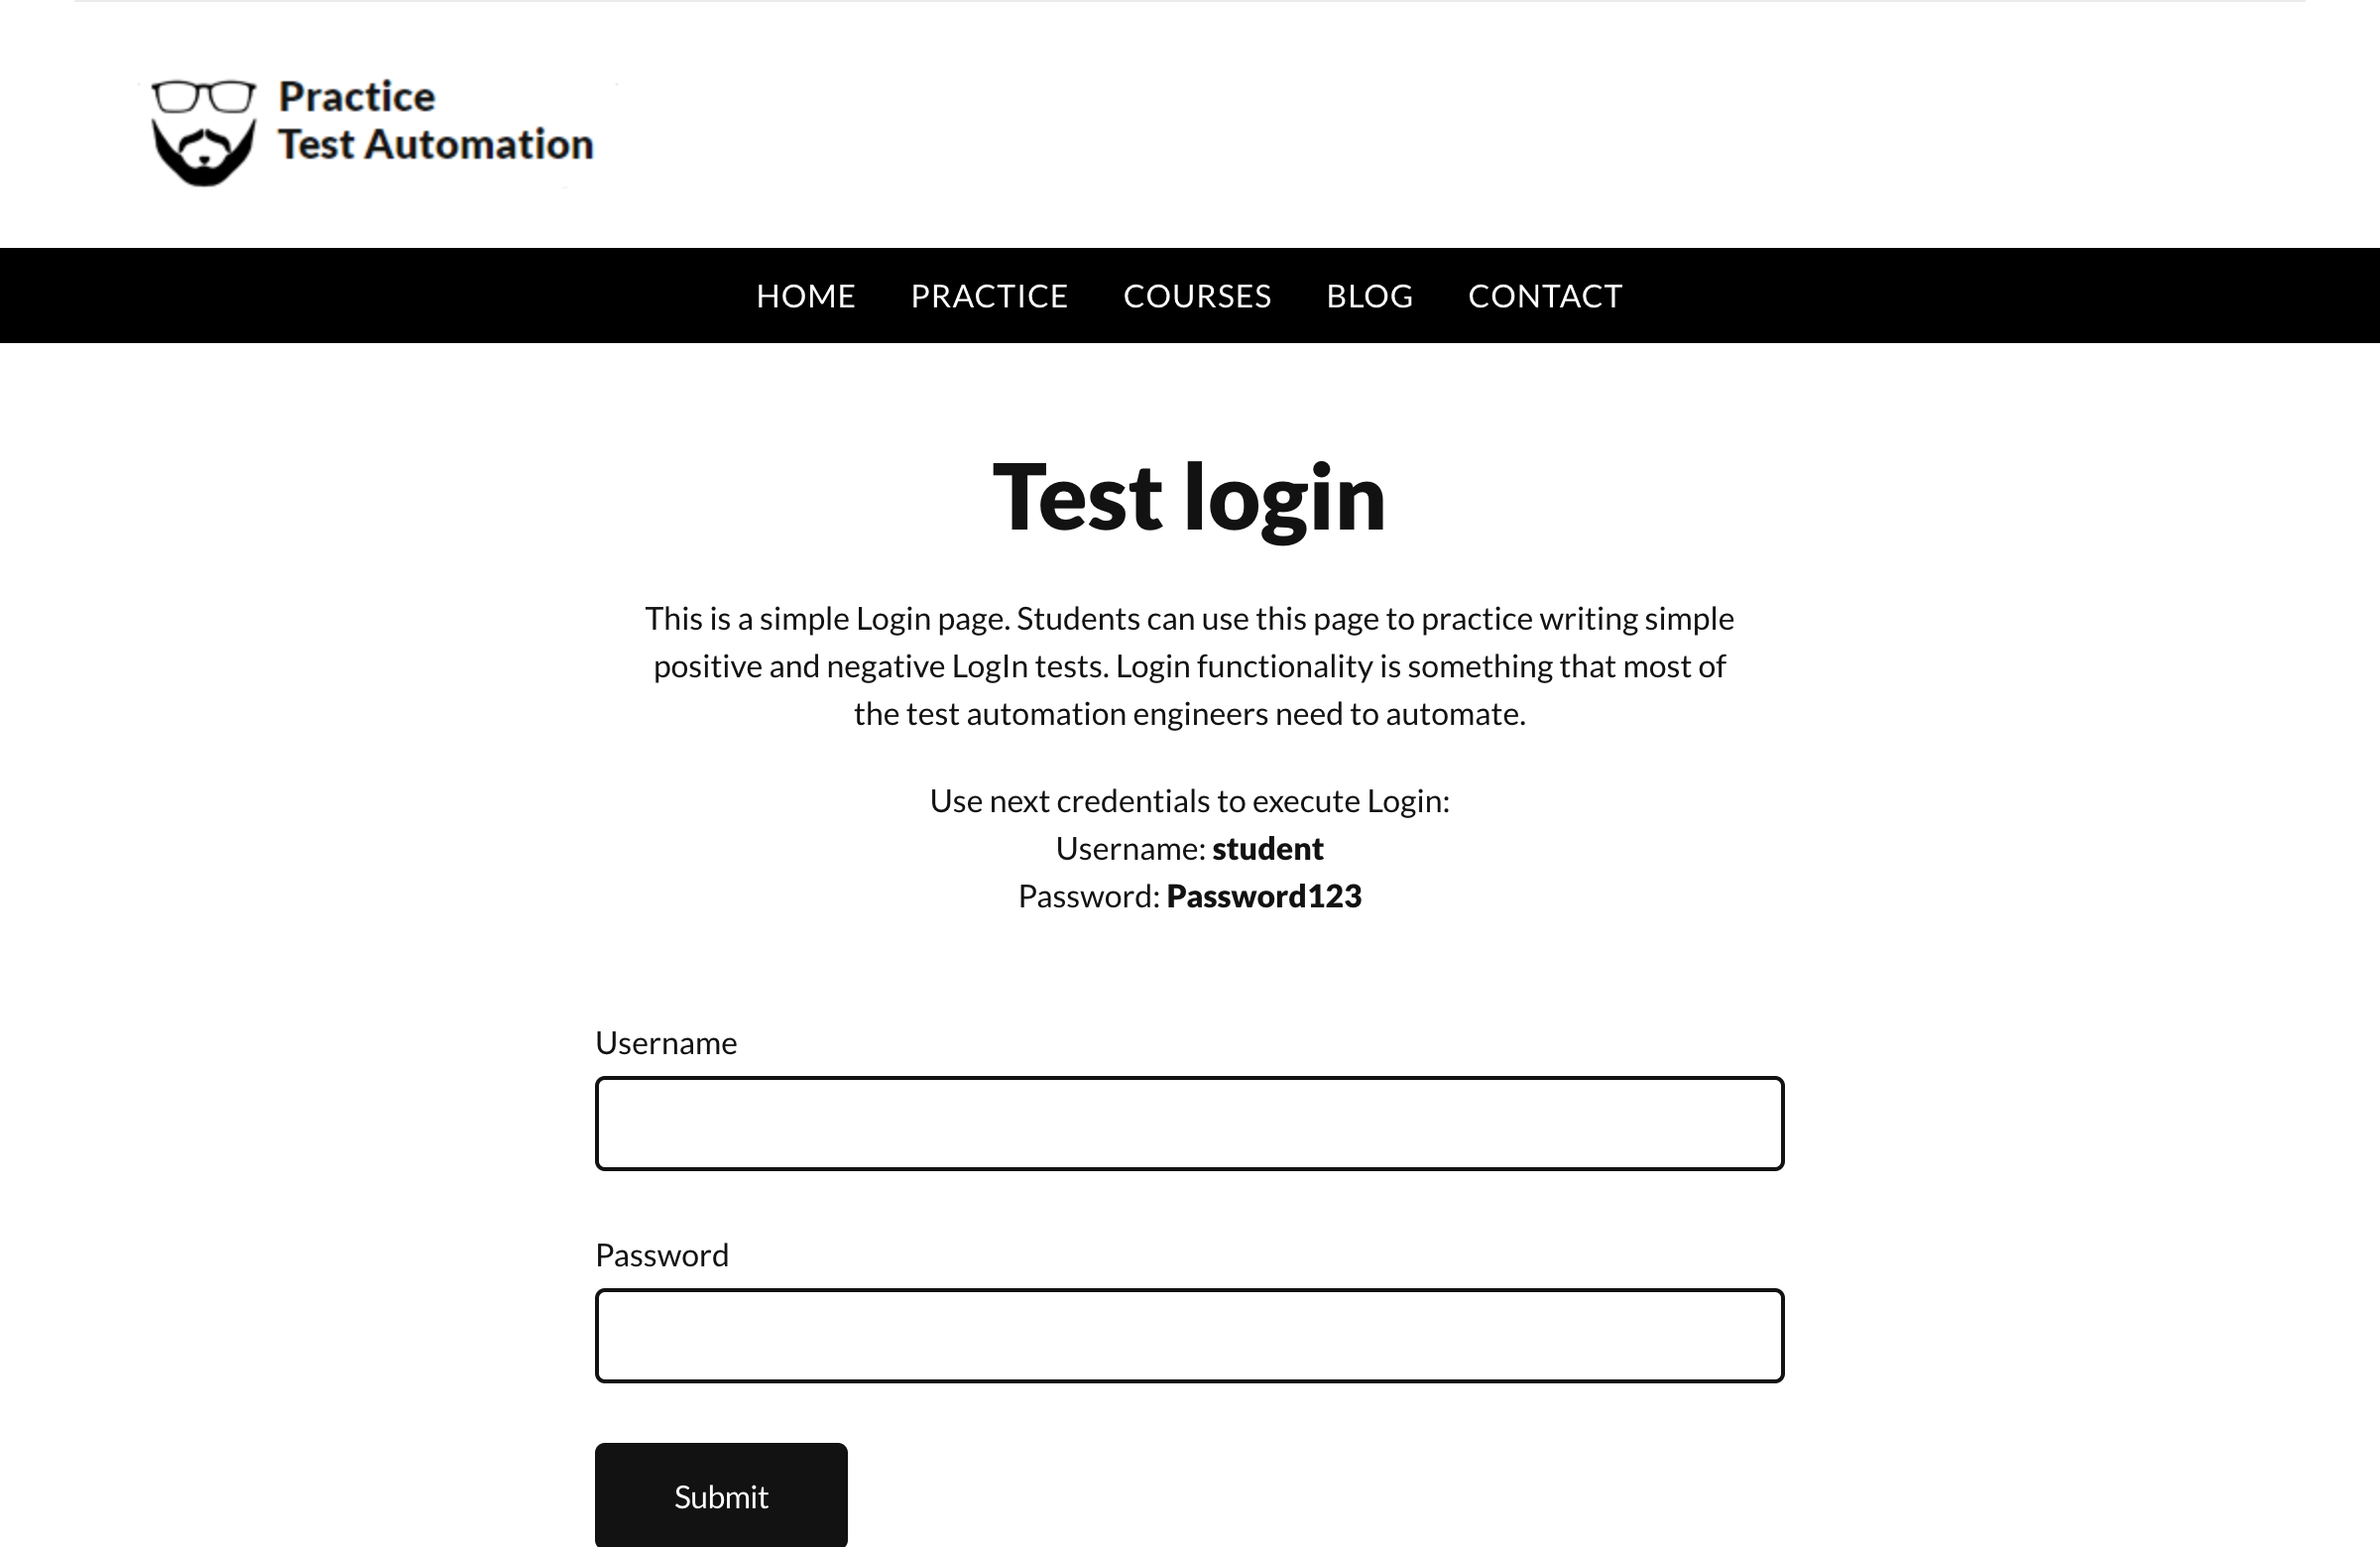 Practice
Test Automation
HOME PRACTICE COURSES BLOG CONTACT
Test login
This is a simple Login page. Students can use this page to practice writing simple
positive and negative LogIn tests. Login functionality is something that most of
the test automation engineers need to automate.
Use next credentials to execute Login:
Username: student
Password: Password123
Username
Password
Submit